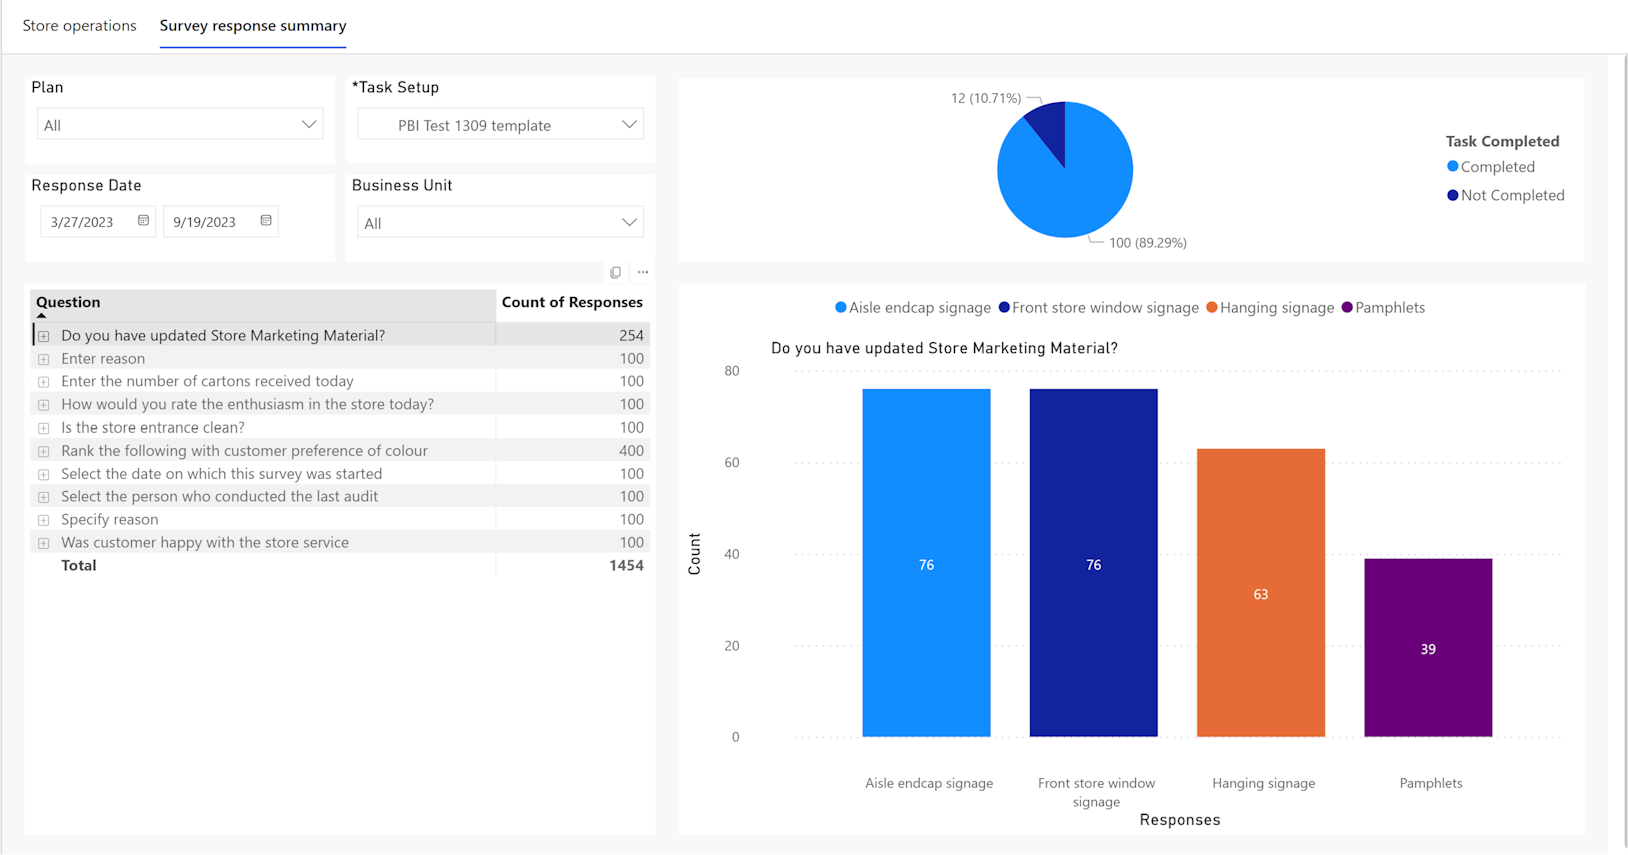 Store operations
Survey response summary
Plan
All
*Task Setup
PBI Test 1309 template
Response Date
3/27/2023
9/19/2023
Business Unit
All
Question
Count of Responses
Do you have updated Store Marketing Material? 254
Enter reason 100
Enter the number of cartons received today 100
How would you rate the enthusiasm in the store today? 100
Is the store entrance clean? 100
Rank the following with customer preference of colour 400
Select the date on which this survey was started 100
Select the person who conducted the last audit 100
Specify reason 100
Was customer happy with the store service 100
Total 1454
12 (10.71%)
100 (89.29%)
Task Completed
Completed
Not Completed
Aisle endcap signage Front store window signage Hanging signage Pamphlets
Do you have updated Store Marketing Material?
80
60
40
20
0
Count
76
76
63
39
Aisle endcap signage
Front store window
signage
Hanging signage
Pamphlets
Responses